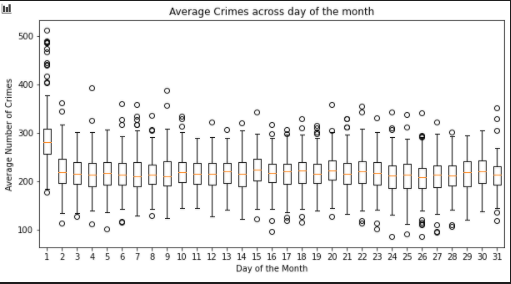 Average Crimes across day of the month
Average Number of Crimes
500
400
300
200
100
1 2 3 4 5 6 7 8 9 10 11 12 13 14 15 16 17 18 19 20 21 22 23 24 25 26 27 28 29 30 31
Day of the Month